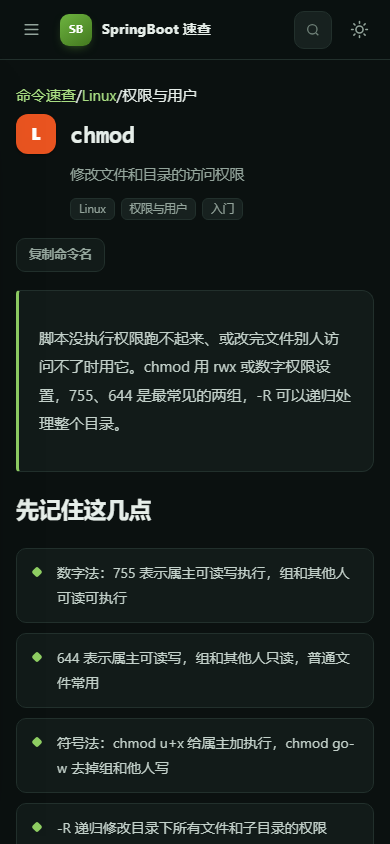 SB SpringBoot 速查
命令速查/Linux/权限与用户
L chmod
修改文件和目录的访问权限
Linux 权限与用户 入门
复制命令名
脚本没执行权限跑不起来、或改完文件别人访
问不了时用它。chmod 用 rwx 或数字权限设
置，755、644 是最常见的两组，-R 可以递归处
理整个目录。
先记住这几点
数字法：755 表示属主可读写执行，组和其他人
可读可执行
644 表示属主可读写，组和其他人只读，普通文
件常用
符号法：chmod u+x 给属主加执行，chmod go-
w 去掉组和其他人写
-R 递归修改目录下所有文件和子目录的权限